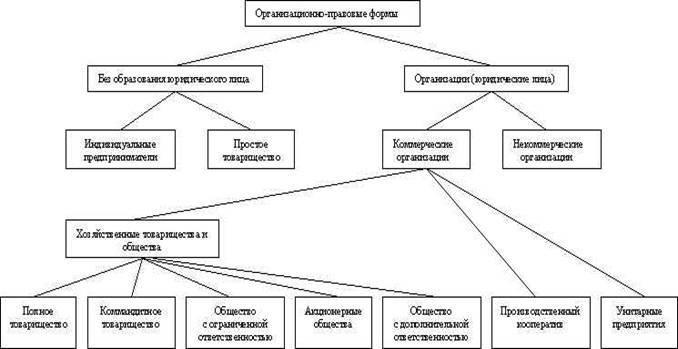 Организационно-правовые формы
Без образования юридического лица
Организации (юридические лица)
Индивидуальные
предприниматели
Простое
товарищество
Коммерческие
организации
Некоммерческие
организации
Хозяйственные товарищества и
общества
Полное
товарищество
Коммандитное
товарищество
Общество
с ограниченной
ответственностью
Акционерные
общества
Общество
с дополнительной
ответственностью
Производственный
кооператив
Унитарные
предприятия